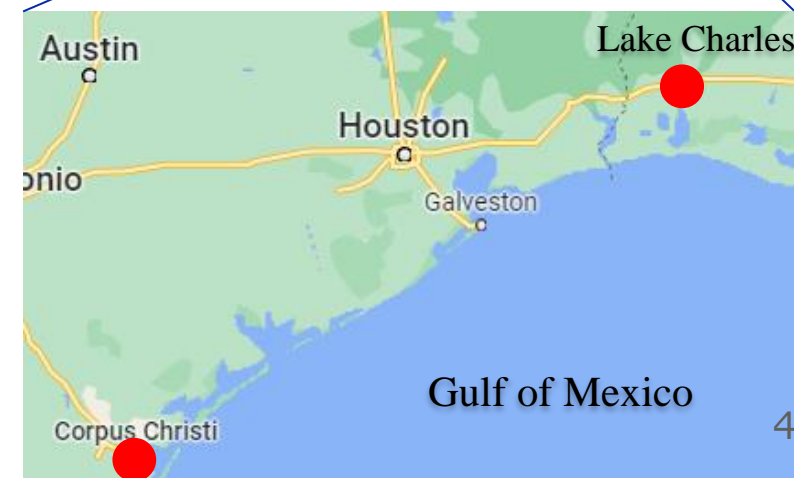 Austin
Lake Charles
Houston
onio
Galveston
Gulf of Mexico
Corpus Christi
4